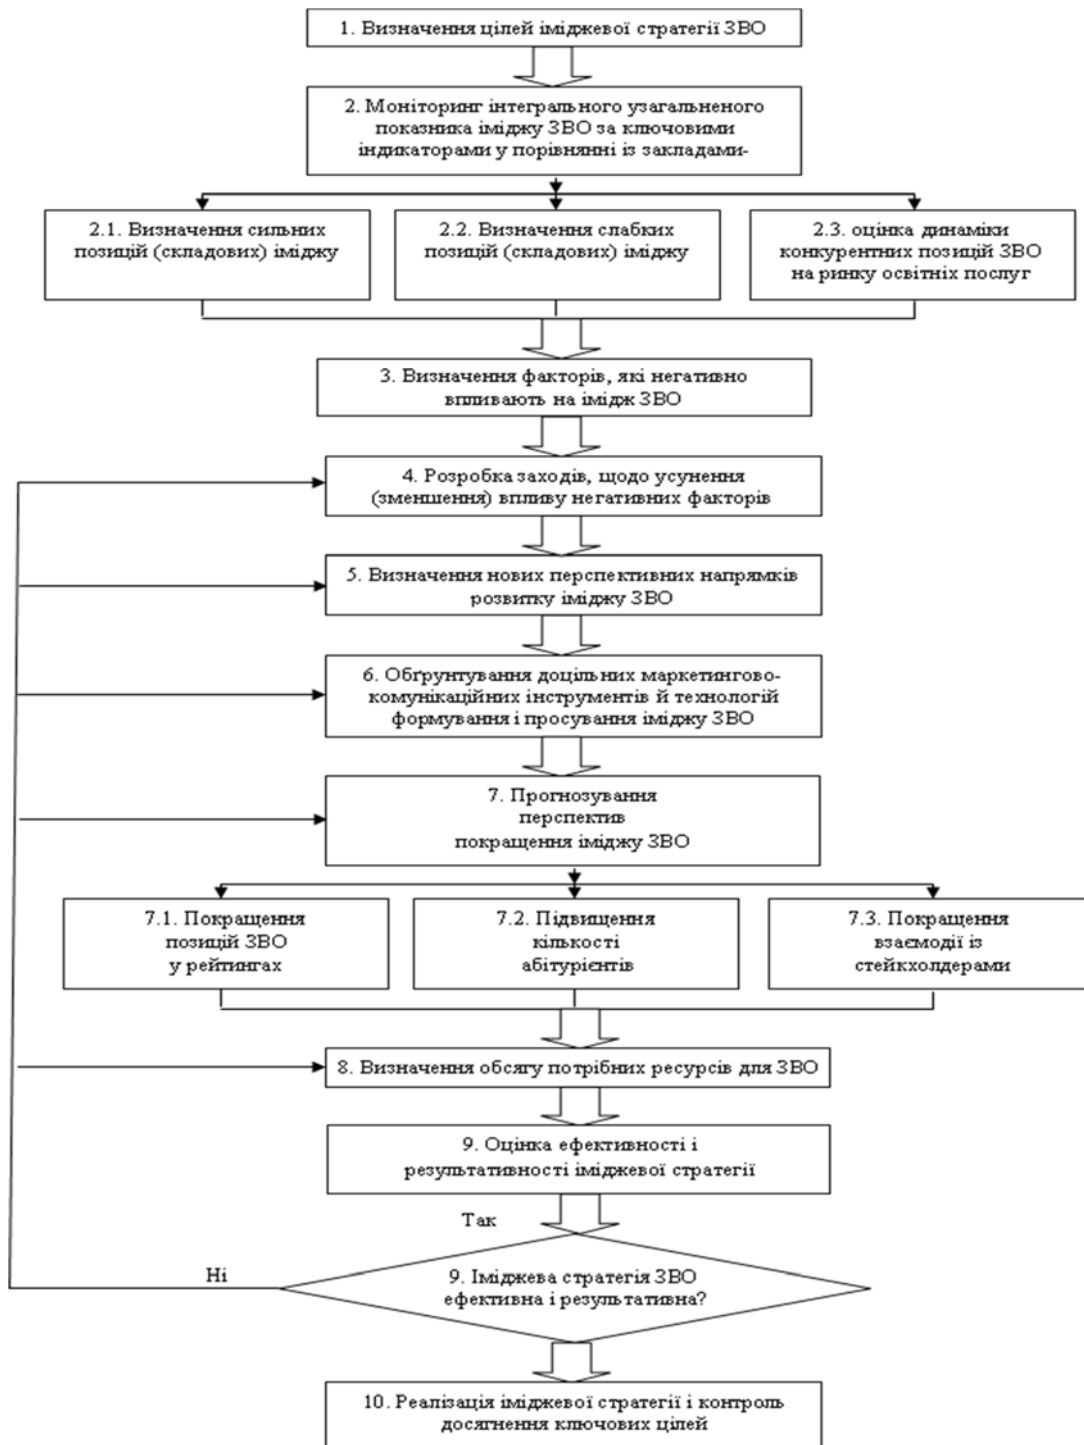 1. Визначення цілей іміджевої стратегії ЗВО
2. Моніторинг інтегрального узагальненого
показника іміджу ЗВО за ключовими
індикаторами у порівнянні із закладами-
2.1. Визначення сильних
позицій (складових) іміджу
2.2. Визначення слабких
позицій (складових) іміджу
2.3. оцінка динаміки
конкурентних позицій ЗВО
на ринку освітніх послуг
3. Визначення факторів, які негативно
впливають на імідж ЗВО
4. Розробка заходів, щодо усунення
(зменшення) впливу негативних факторів
5. Визначення нових перспективних напрямків
розвитку іміджу ЗВО
6. Обґрунтування доцільних маркетингово-
комунікаційних інструментів й технологій
формування і просування іміджу ЗВО
7. Прогнозування
перспектив
покращення іміджу ЗВО
7.1. Покращення
позицій ЗВО
у рейтингах
7.2. Підвищення
кількості
абітурієнтів
7.3. Покращення
взаємодії із
стейкхолдерами
8. Визначення обсягу потрібних ресурсів для ЗВО
9. Оцінка ефективності і
результативності іміджевої стратегії
Так
Ні
9. Іміджева стратегія ЗВО
ефективна і результативна?
10. Реалізація іміджевої стратегії і контроль
досягнення ключових цілей